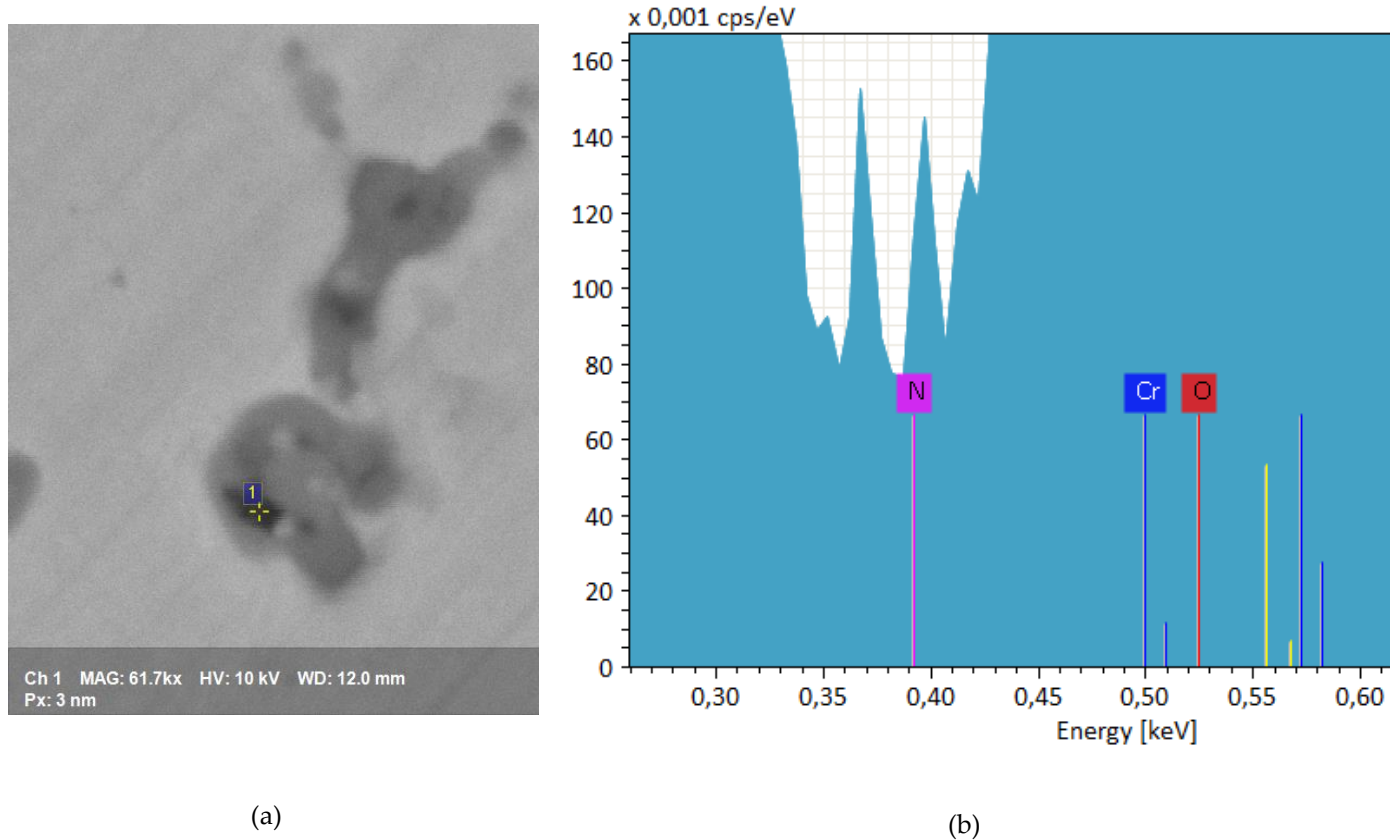 1
Ch 1 MAG: 61.7kx HV: 10 kV WD: 12.0 mm
Px: 3 nm
(a)
x 0,001 cps/eV
160
140
120
100
80
60
40
20
0
N
Cr
O
0,30 0,35 0,40 0,45 0,50 0,55 0,60
Energy [keV]
(b)